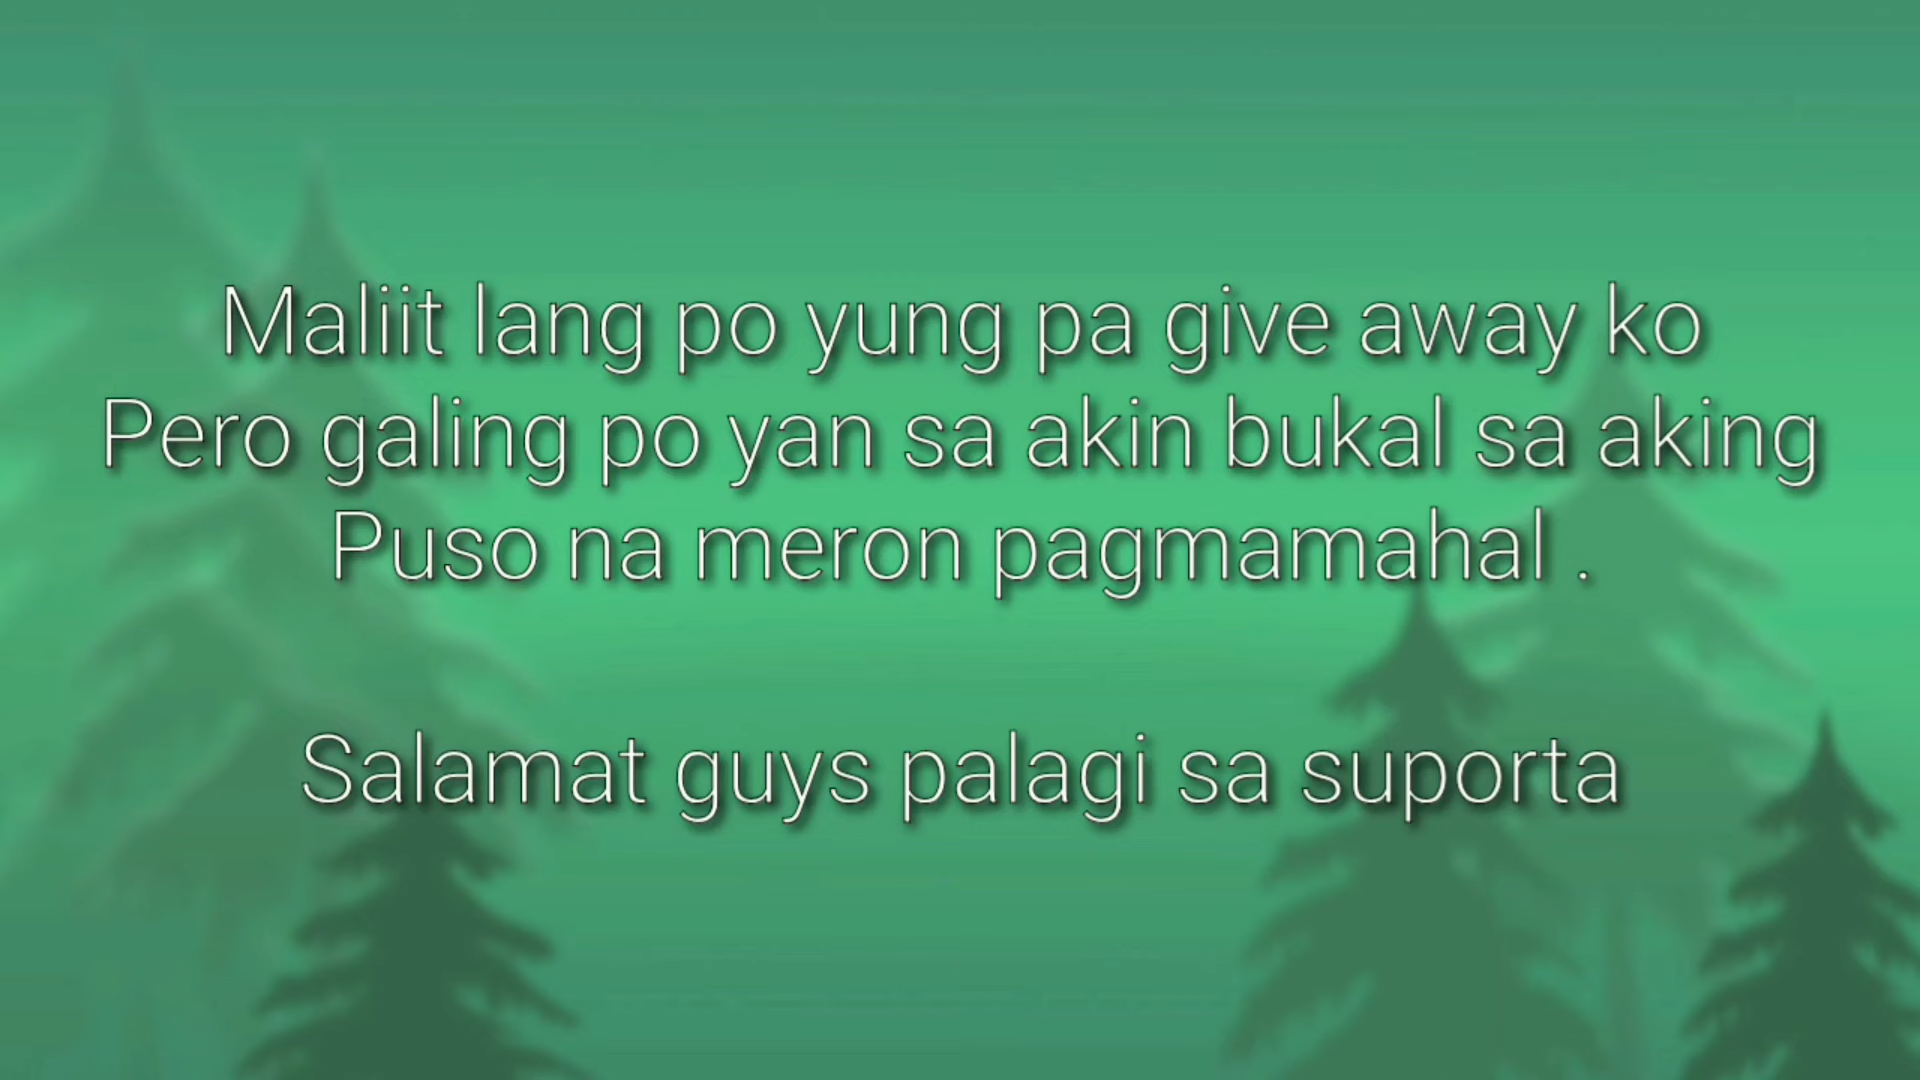 Maliit lang po yung pa give away ko
Pero galing po yan sa akin bukal sa aking
Puso na meron pagmamahal .
Salamat guys palagi sa suporta